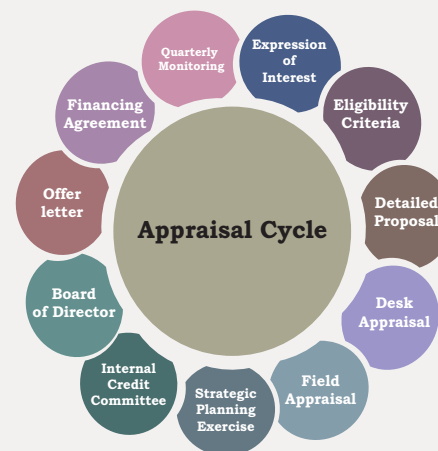 Quarterly
Monitoring
Expression
of
Interest
Eligibility
Criteria
Detailed
Proposal
Desk
Appraisal
Field
Appraisal
Strategic
Planning
Exercise
Internal
Credit
Committee
Board
of Director
Offer
letter
Financing
Agreement
Appraisal Cycle